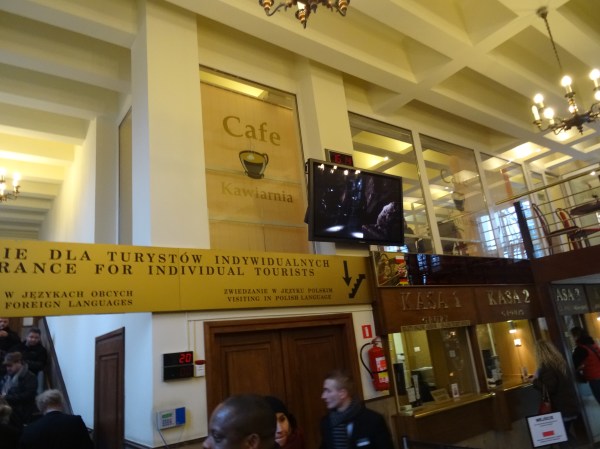 Cafe
Kawiarnia
IE DLA TURYSTÓW INDYWIDUALNYCH
RANCE FOR INDIVIDUAL TOURISTS
W JĘZYKACH OBCYCH
FOREIGN LANGUAGES
ZWIEDZANIE W JĘZYKU POLSKIM
VISITING IN POLISH LANGUAGE
KASA 1
KASA 2
KASA
20